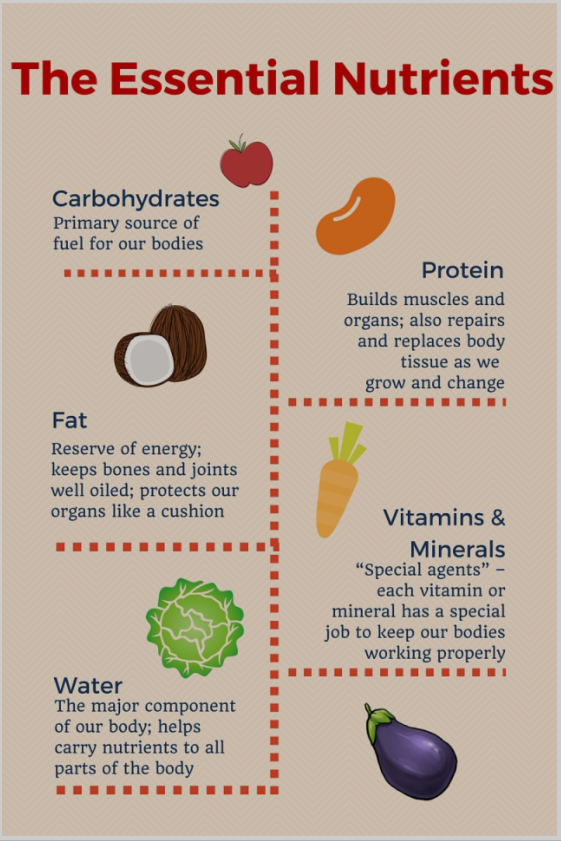 The Essential Nutrients
Carbohydrates
Primary source of
fuel for our bodies
Protein
Builds muscles and
organs; also repairs
and replaces body
tissue as we
grow and change
Fat
Reserve of energy;
keeps bones and joints
well oiled; protects our
organs like a cushion
Vitamins &
Minerals
“Special agents” –
each vitamin or
mineral has a special
job to keep our bodies
working properly
Water
The major component
of our body; helps
carry nutrients to all
parts of the body